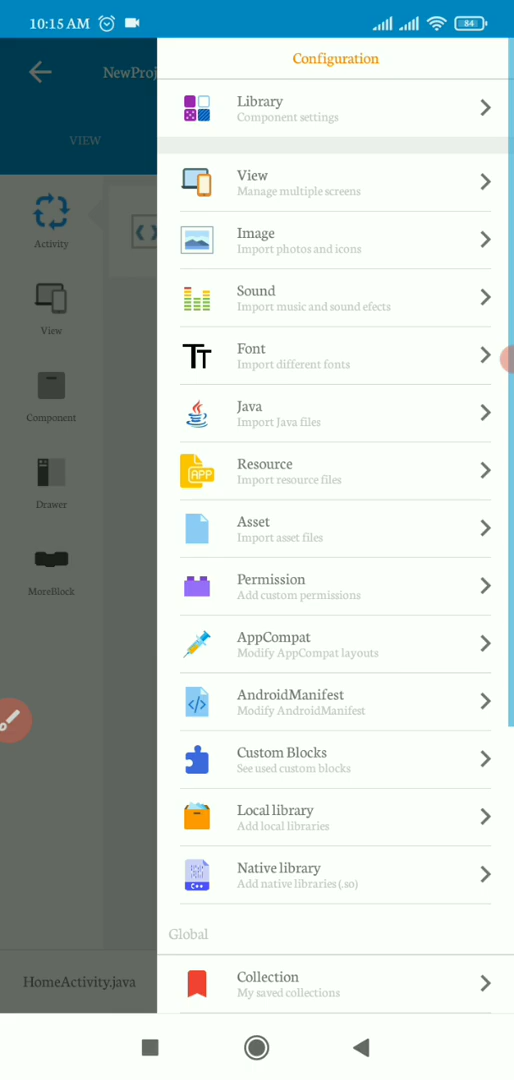 10:15 AM
84
Configuration
NewProj
VIEW
Library
Component settings
View
Manage multiple screens
Activity
Image
Import photos and icons
Sound
Import music and sound efects
View
Font
Import different fonts
Java
Import Java files
Component
Resource
Import resource files
APP
Drawer
Asset
Import asset files
Permission
Add custom permissions
MoreBlock
AppCompat
Modify AppCompat layouts
AndroidManifest
Modify AndroidManifest
Custom Blocks
See used custom blocks
Local library
Add local libraries
Native library
Add native libraries (.so)
C++
Global
HomeActivity.java
Collection
My saved collections